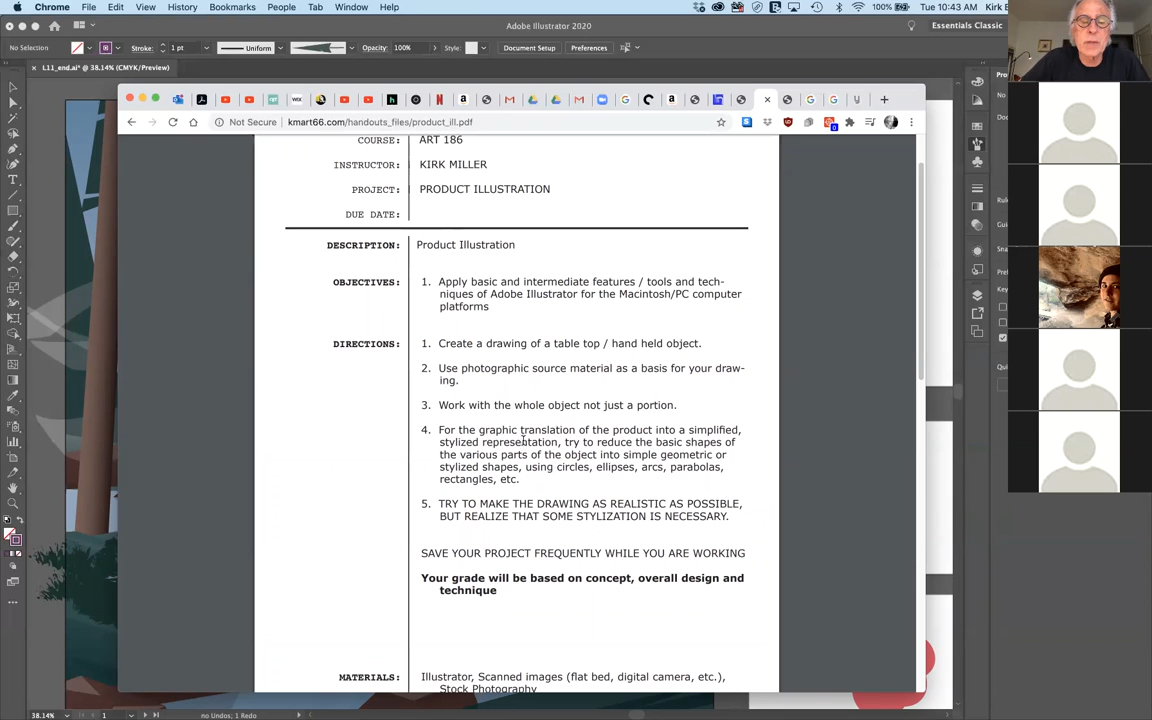 Chrome File Edit View History Bookmarks People Tab Window Help
100% Tue 10:43 AM Kirk
Adobe Illustrator 2020
Essentials Classic
No Selection Stroke: 1 pt Uniform Opacity: 100% Style: Document Setup Preferences
L11_end.ai* @ 38.14% (CMYK/Preview)
WIX
Not Secure kmart66.com/handouts_files/product_ill.pdf
COURSE: ART 186
INSTRUCTOR: KIRK MILLER
PROJECT: PRODUCT ILLUSTRATION
DUE DATE:
DESCRIPTION: Product Illustration
OBJECTIVES: 1. Apply basic and intermediate features / tools and tech-
niques of Adobe Illustrator for the Macintosh/PC computer
platforms
DIRECTIONS: 1. Create a drawing of a table top / hand held object.
2. Use photographic source material as a basis for your draw-
ing.
3. Work with the whole object not just a portion.
4. For the graphic translation of the product into a simplified,
stylized representation, try to reduce the basic shapes of
the various parts of the object into simple geometric or
stylized shapes, using circles, ellipses, arcs, parabolas,
rectangles, etc.
5. TRY TO MAKE THE DRAWING AS REALISTIC AS POSSIBLE,
BUT REALIZE THAT SOME STYLIZATION IS NECESSARY.
SAVE YOUR PROJECT FREQUENTLY WHILE YOU ARE WORKING
Your grade will be based on concept, overall design and
technique
MATERIALS: Illustrator, Scanned images (flat bed, digital camera, etc.),
Stock Photography
38.14% 1 no Undos: 1 Redo